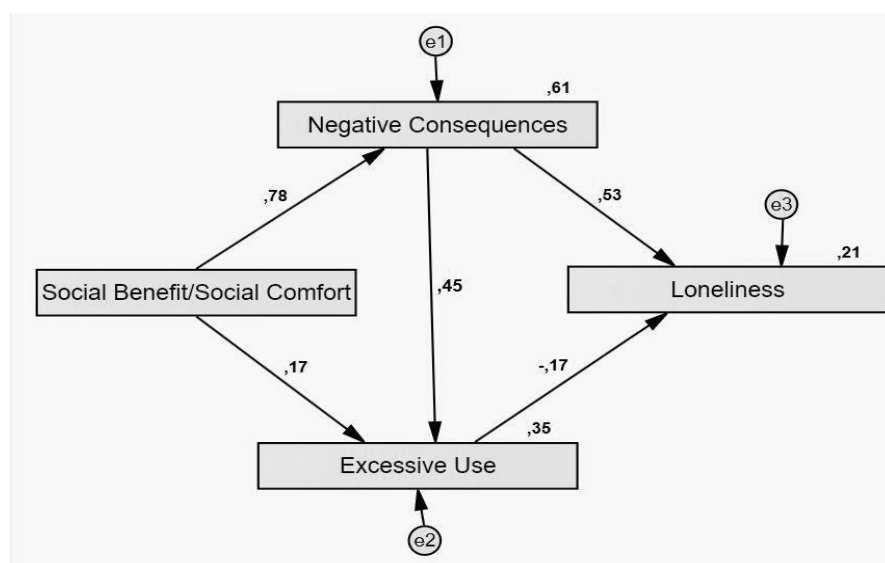 e1
,61
Negative Consequences
,78
,53
e3
,21
Social Benefit/Social Comfort
,45
Loneliness
,17
-,17
,35
Excessive Use
e2